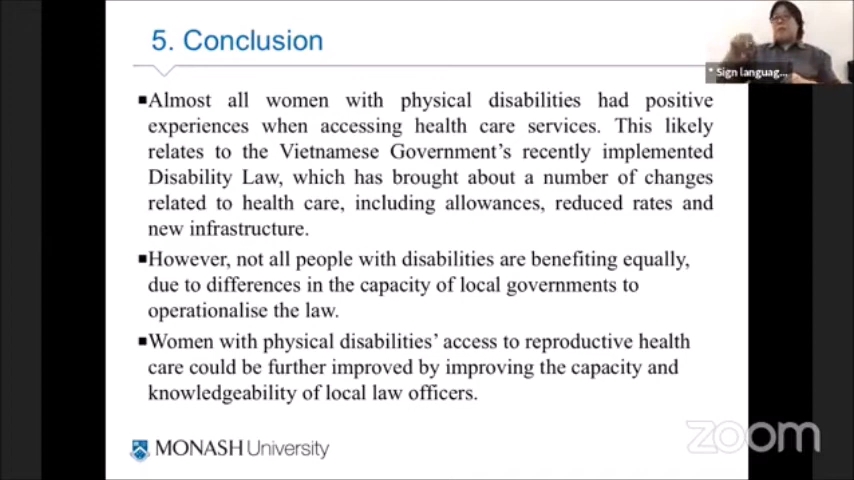 5. Conclusion
* Sign languag...
▪Almost all women with physical disabilities had positive
experiences when accessing health care services. This likely
relates to the Vietnamese Government's recently implemented
Disability Law, which has brought about a number of changes
related to health care, including allowances, reduced rates and
new infrastructure.
▪However, not all people with disabilities are benefiting equally,
due to differences in the capacity of local governments to
operationalise the law.
▪Women with physical disabilities' access to reproductive health
care could be further improved by improving the capacity and
knowledgeability of local law officers.
MONASH University
zoom